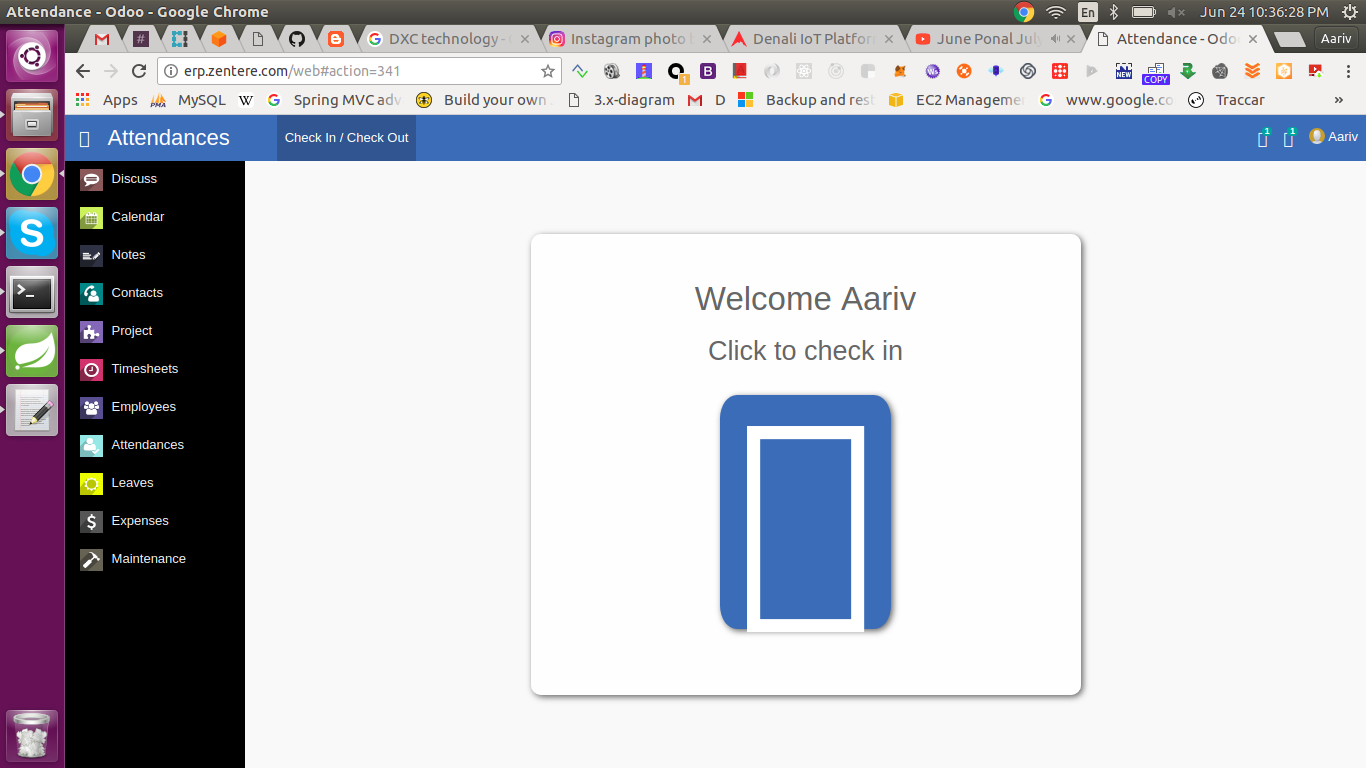 Attendance - Odoo - Google Chrome
En
Jun 24 10:36:28 PM
#
DXC technology -
Instagram photo
Denali IoT Platfor
June Ponal July
Attendance - Odo
Aariv
erp.zentere.com/web#action=341
1
B
Ws
NEW
COPY
Apps
PMA
MySQL
W
Spring MVC adv
Build your own
3.x-diagram
D
Backup and rest
EC2 Manageme
www.google.co
Traccar
»
Attendances
Check In / Check Out
1
1
Aariv
Discuss
Calendar
Notes
Contacts
Project
Timesheets
Employees
Attendances
Leaves
Expenses
Maintenance
Welcome Aariv
Click to check in